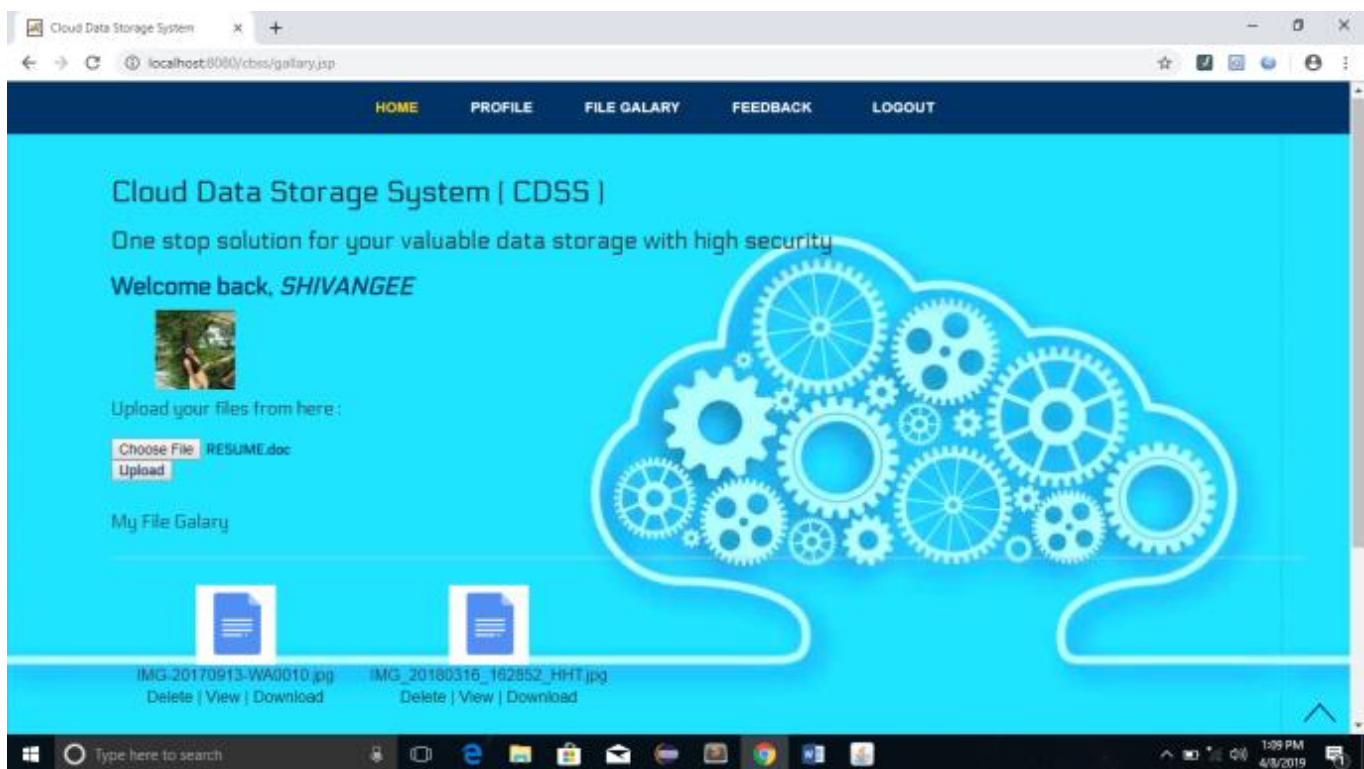 Cloud Data Storage System
localhost:8080/cbss/gallary.jsp
HOME PROFILE FILE GALARY FEEDBACK LOGOUT
Cloud Data Storage System ( CDSS )
One stop solution for your valuable data storage with high security
Welcome back, SHIVANGEE
Upload your files from here :
Choose File RESUME.doc
Upload
My File Galary
IMG-20170913-WA0010.jpg IMG_20180316_162852_HHT.jpg
Delete | View | Download Delete | View | Download
Type here to search
1:09 PM
4/8/2019